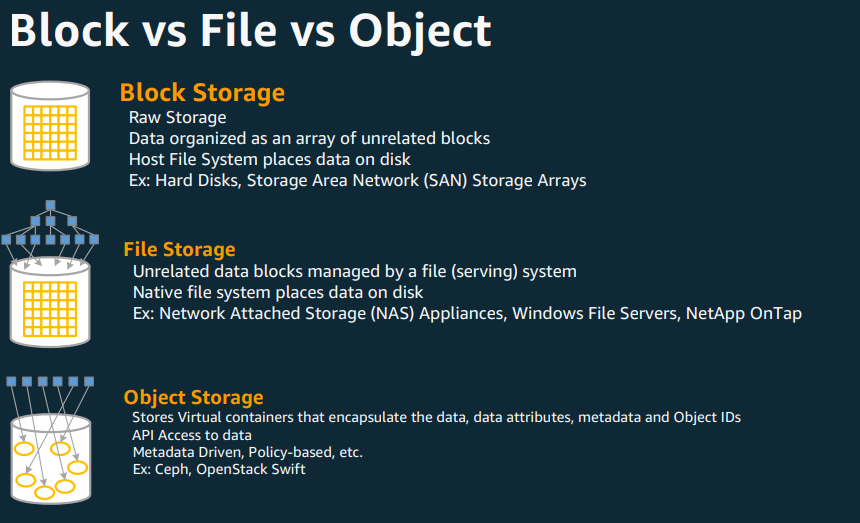 Block vs File vs Object
Block Storage
Raw Storage
Data organized as an array of unrelated blocks
Host File System places data on disk
Ex: Hard Disks, Storage Area Network (SAN) Storage Arrays
File Storage
Unrelated data blocks managed by a file (serving) system
Native file system places data on disk
Ex: Network Attached Storage (NAS) Appliances, Windows File Servers, NetApp OnTap
Object Storage
Stores Virtual containers that encapsulate the data, data attributes, metadata and Object IDs
API Access to data
Metadata Driven, Policy-based, etc.
Ex: Ceph, OpenStack Swift